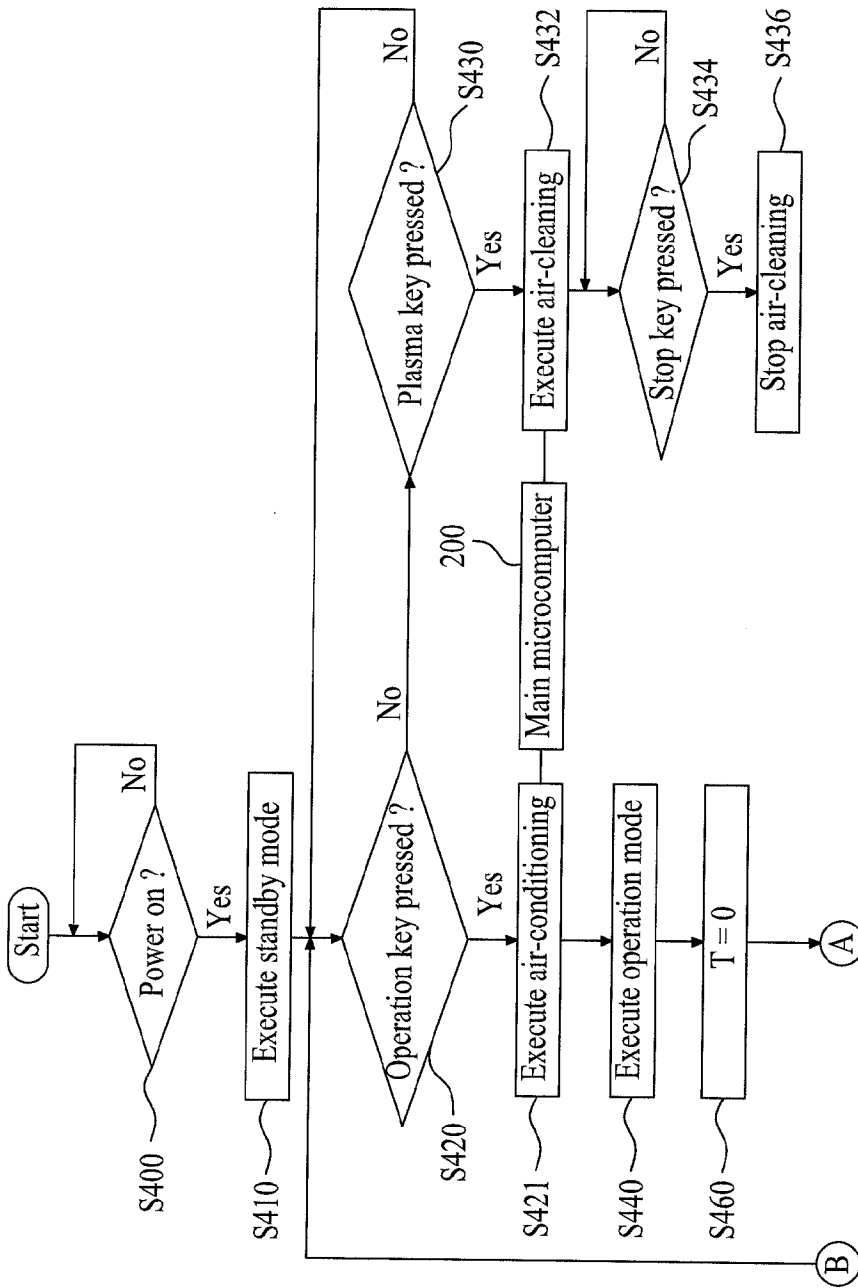 Start
Power on ?
No
Yes
S400
Execute standby mode
S410
Operation key pressed ?
No
Yes
S420
Plasma key pressed ?
No
Yes
S430
Execute air-conditioning
S421
Main microcomputer
200
Execute air-cleaning
S432
Execute operation mode
S440
Stop key pressed ?
No
Yes
S434
T = 0
S460
Stop air-cleaning
S436
A
B